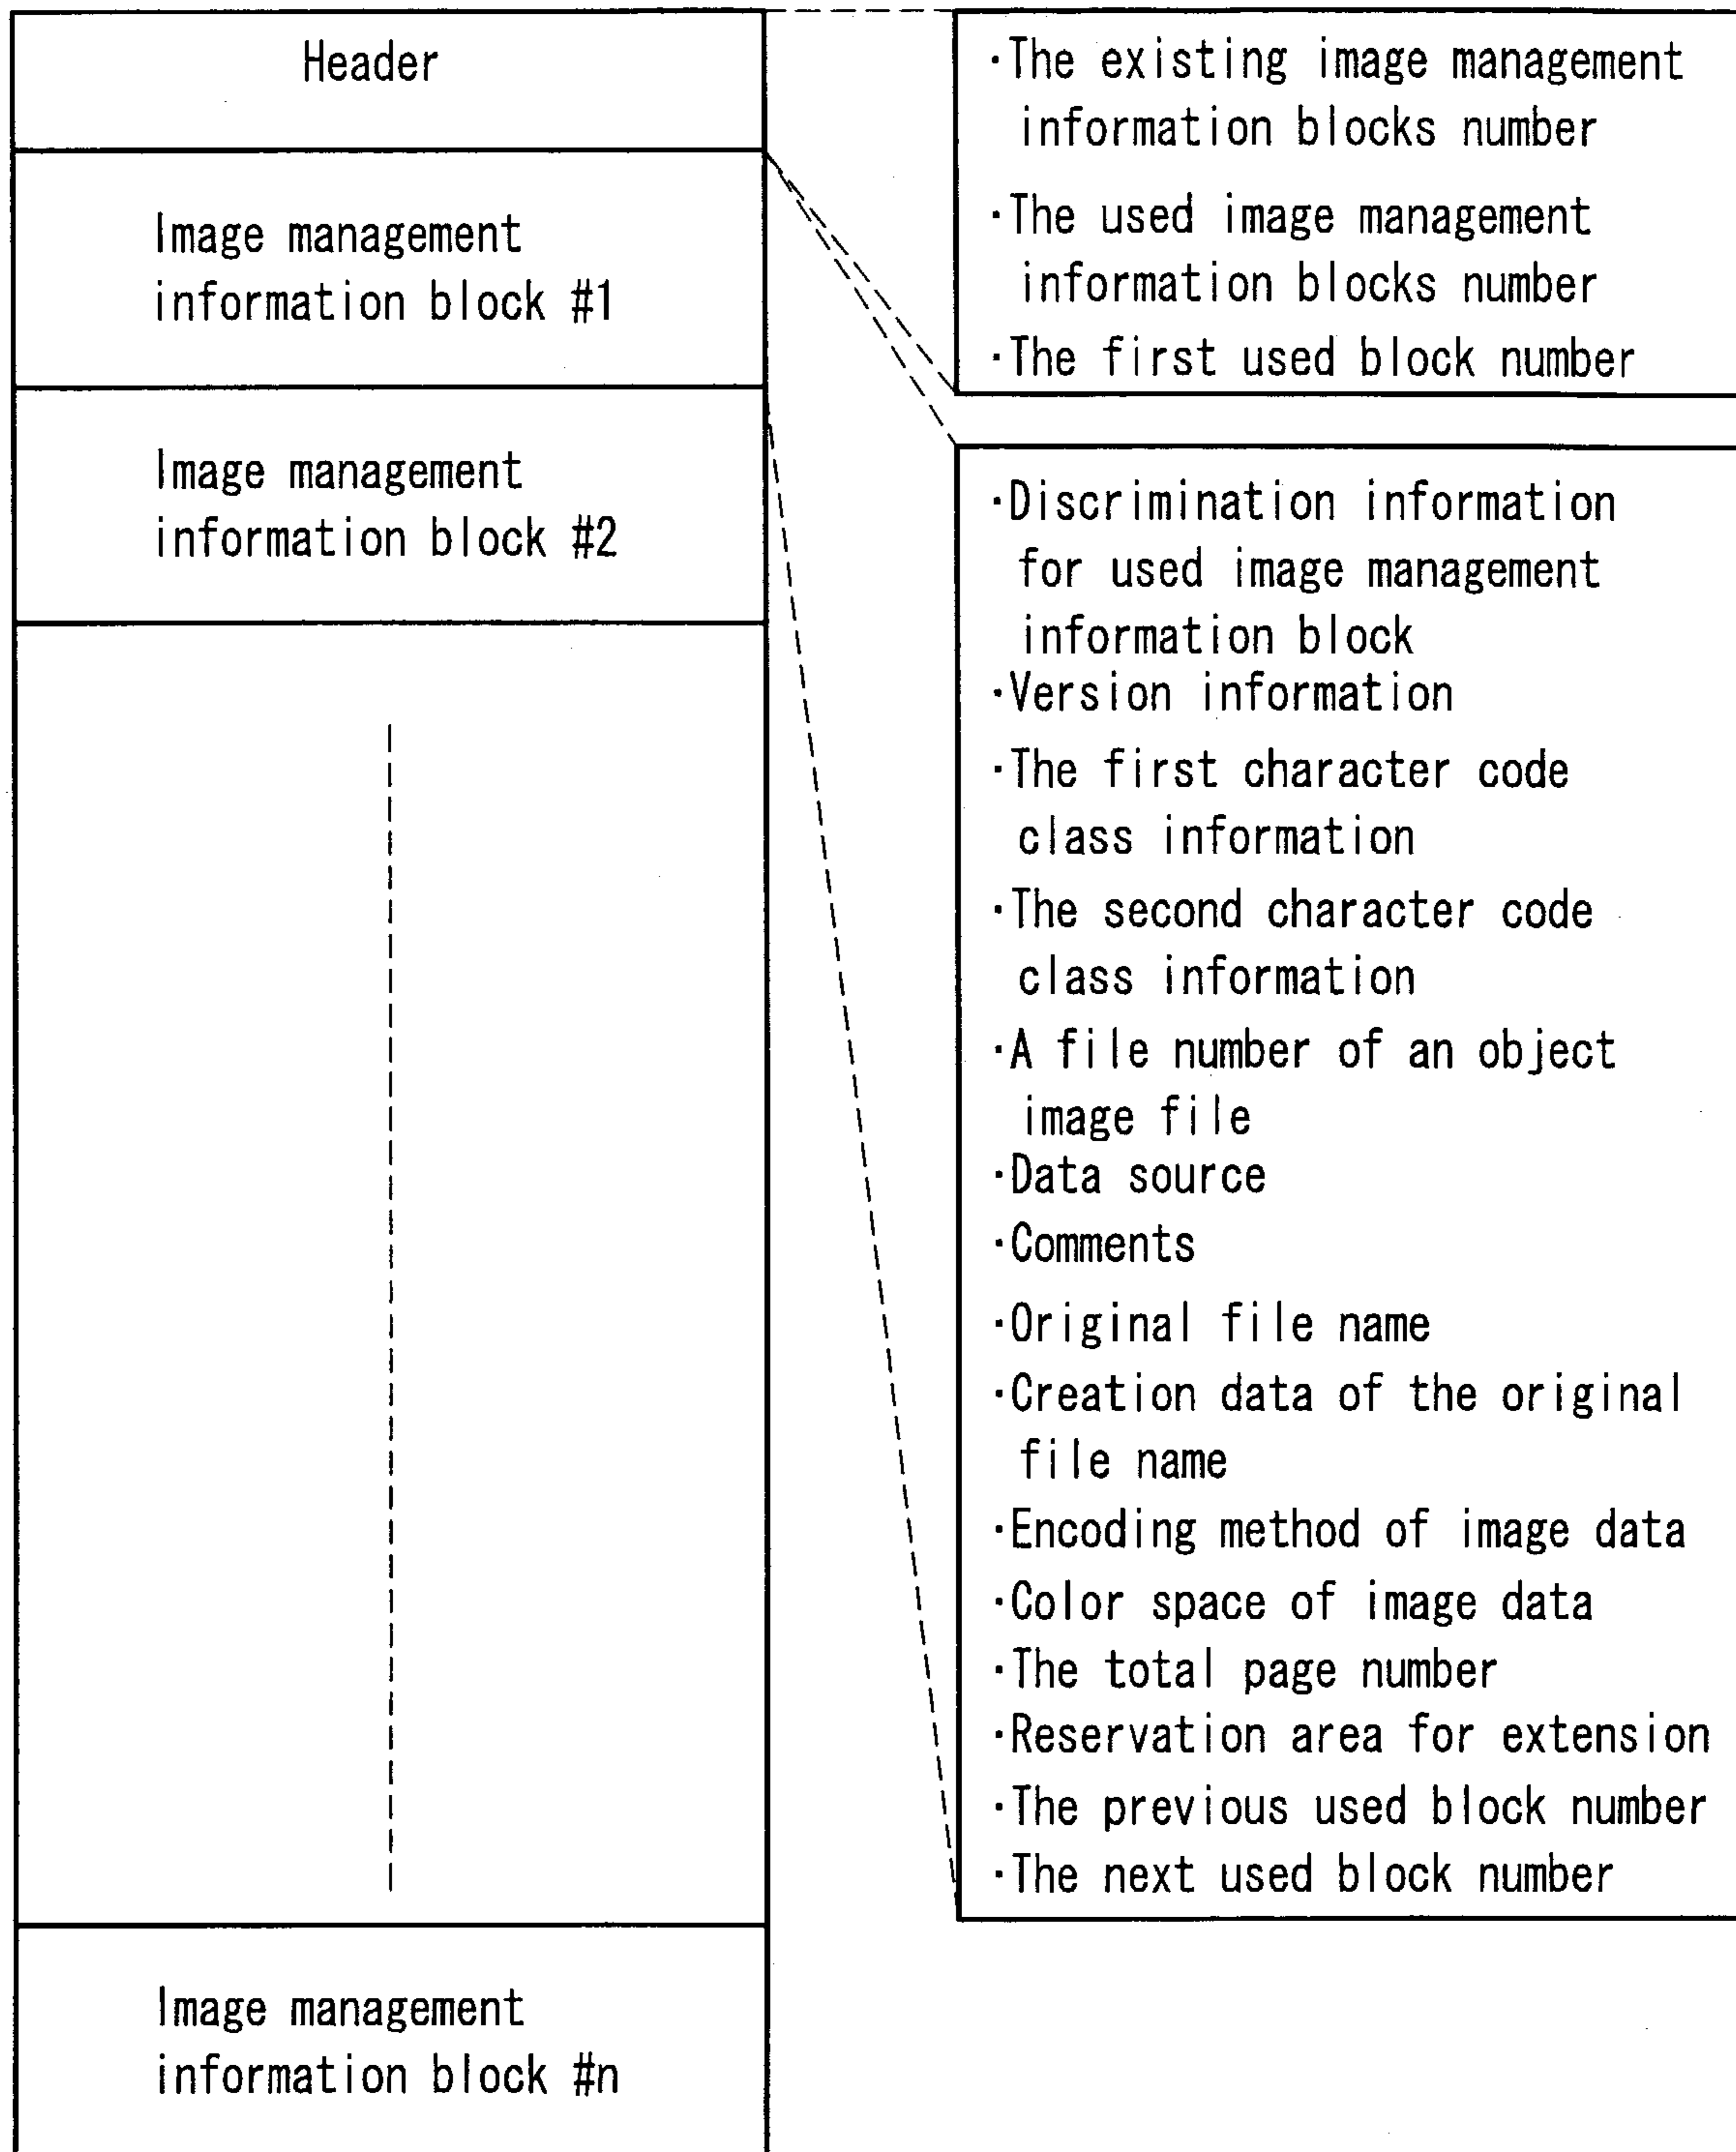 Header
Image management
information block #1
Image management
information block #2
Image management
information block #n
·The existing image management
information blocks number
·The used image management
information blocks number
·The first used block number
·Discrimination information
for used image management
information block
·Version information
·The first character code
class information
·The second character code
class information
·A file number of an object
image file
·Data source
·Comments
·Original file name
·Creation data of the original
file name
·Encoding method of image data
·Color space of image data
·The total page number
·Reservation area for extension
·The previous used block number
·The next used block number